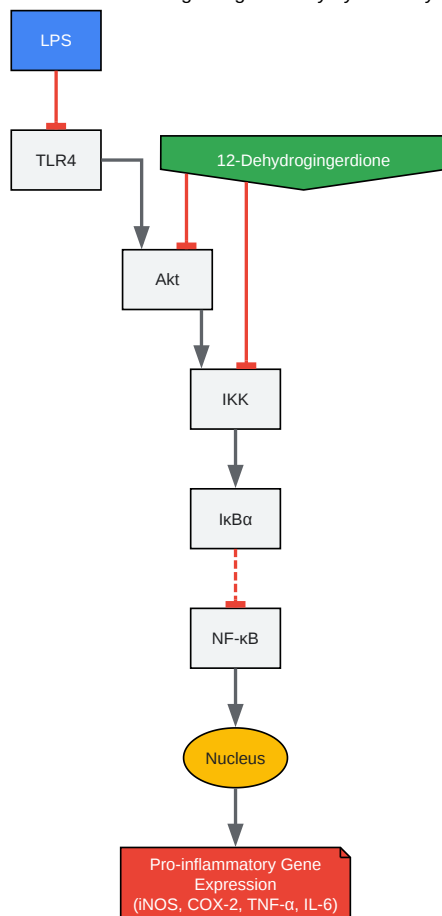 LPS
TLR4
12-Dehydrogingerdione
Akt
IKK
IκBα
NF-κB
Nucleus
Pro-inflammatory Gene
Expression
(iNOS, COX-2, TNF-α, IL-6)